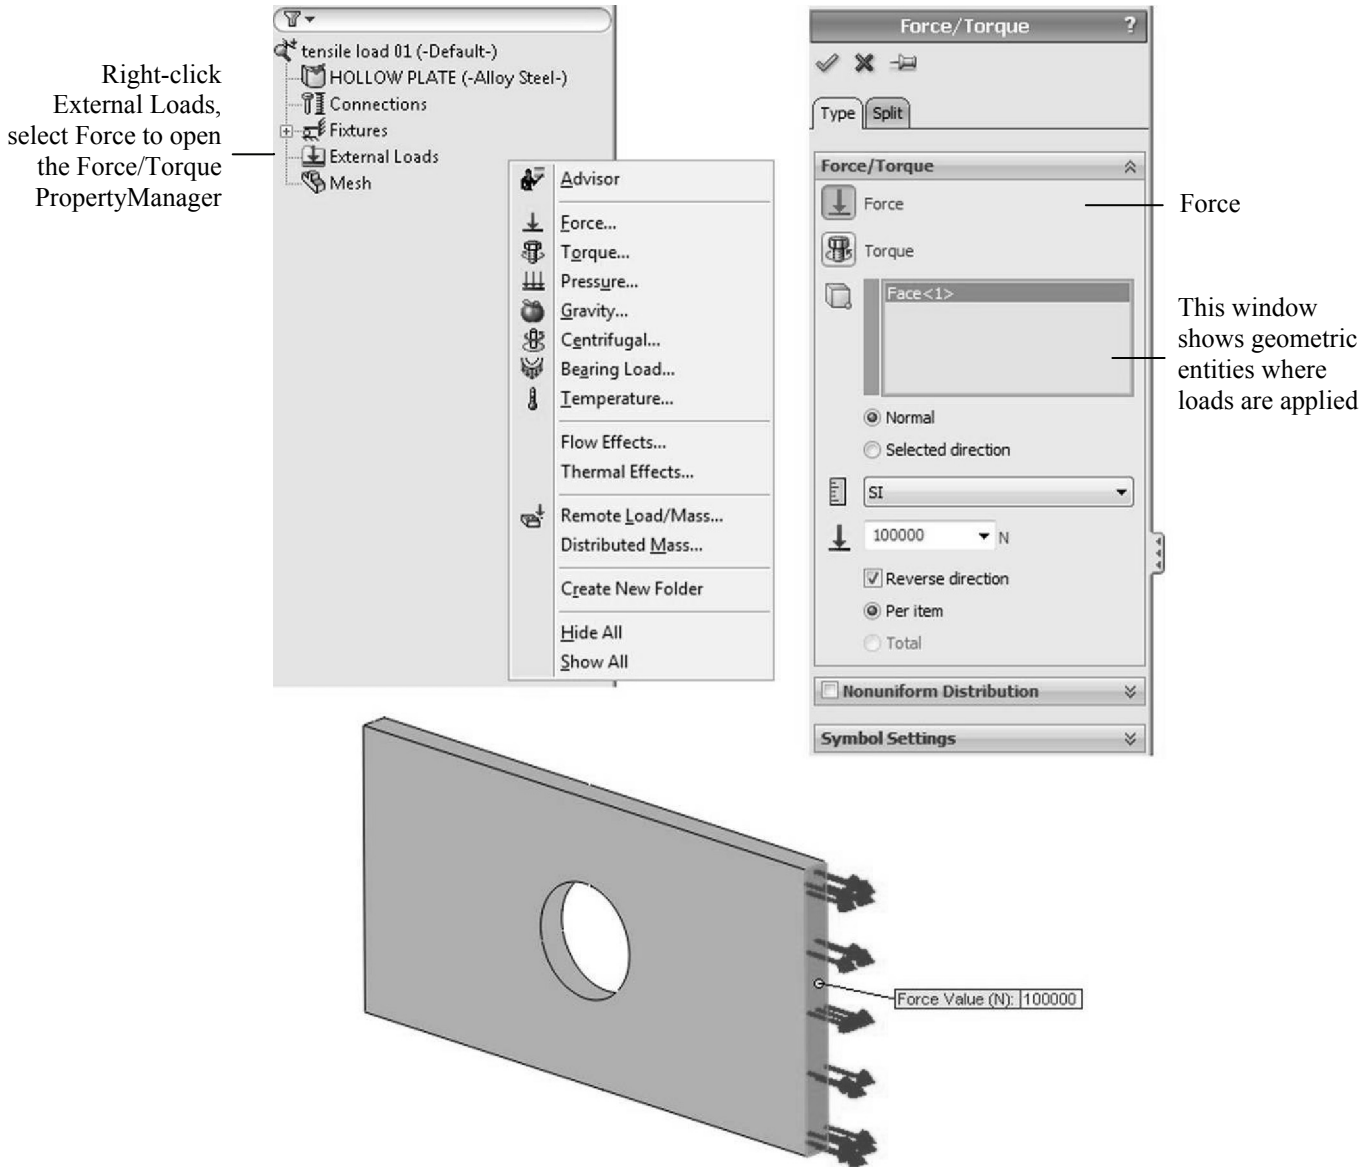 Right-click
External Loads,
select Force to open
the Force/Torque
PropertyManager
tensile load 01 (-Default-)
HOLLOW PLATE (-Alloy Steel-)
Connections
Fixtures
External Loads
Mesh
Advisor
Force...
Torque...
Pressure...
Gravity...
Centrifugal...
Bearing Load...
Temperature...
Flow Effects...
Thermal Effects...
Remote Load/Mass...
Distributed Mass...
Create New Folder
Hide All
Show All
Force/Torque ?
Type Split
Force/Torque
Force
Torque
Face<1>
Normal
Selected direction
SI
100000 N
Reverse direction
Per item
Total
Nonuniform Distribution
Symbol Settings
Force
This window
shows geometric
entities where
loads are applied
Force Value (N): 100000